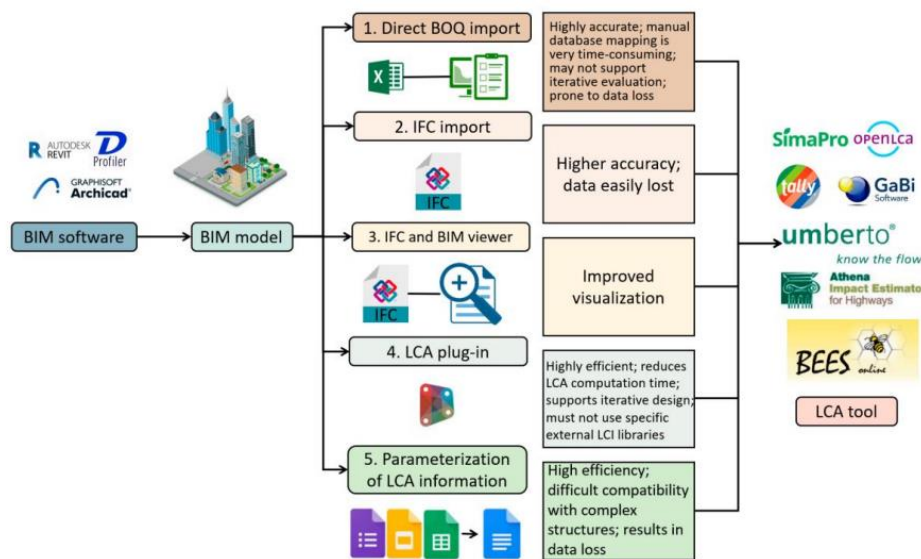 AUTODESK
REVIT
Profiler
GRAPHISOFT
Archicad®
BIM software
BIM model
1. Direct BOQ import
Highly accurate; manual
database mapping is
very time-consuming;
may not support
iterative evaluation;
prone to data loss
2. IFC import
IFC
Higher accuracy;
data easily lost
3. IFC and BIM viewer
IFC
Improved
visualization
4. LCA plug-in
Highly efficient; reduces
LCA computation time;
supports iterative design;
must not use specific
external LCI libraries
5. Parameterization
of LCA information
High efficiency;
difficult compatibility
with complex
structures; results in
data loss
SimaPro
openLCA
tally
GaBi
Software
umberto®
know the flow
Athena
Impact Estimato
for Highways
BEES
online
LCA tool